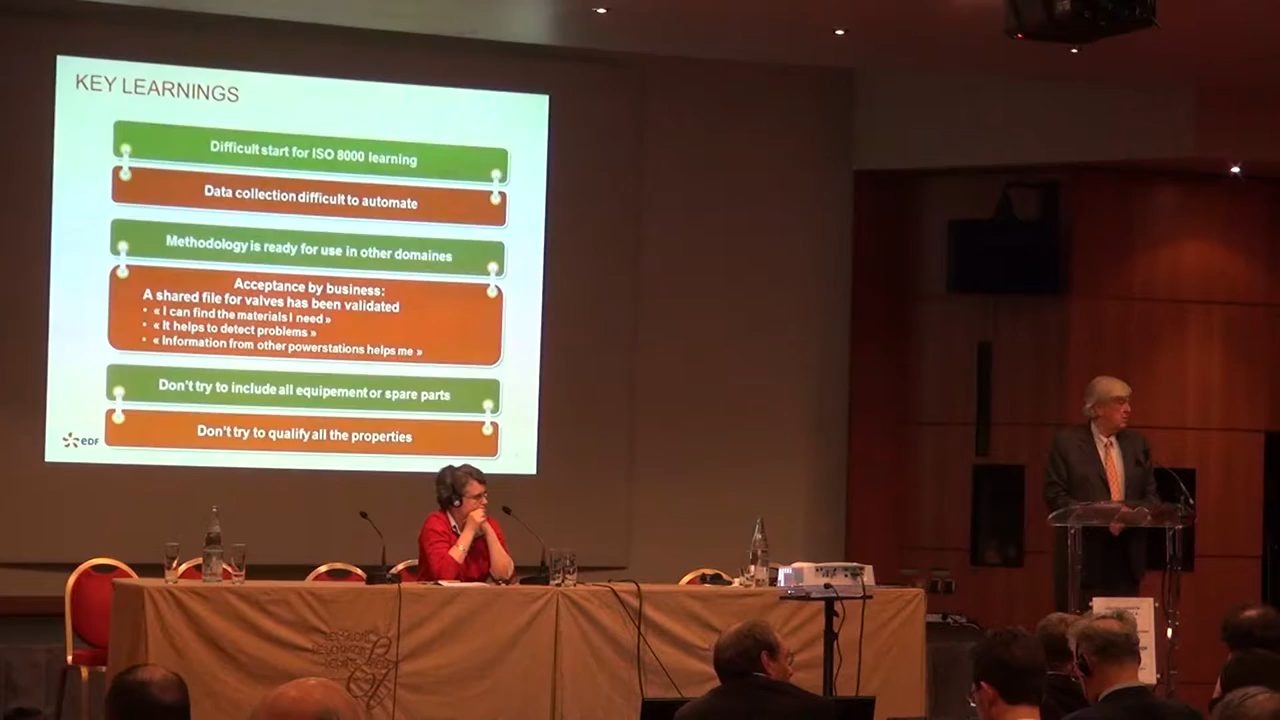 KEY LEARNINGS
Difficult start for ISO 8000 learning
Data collection difficult to automate
Methodology is ready for use in other domaines
Acceptance by business:
A shared file for valves has been validated
• « I can find the materials I need »
• « It helps to detect problems »
• « Information from other powerstations helps me »
Don't try to include all equipement or spare parts
Don't try to qualify all the properties
edf